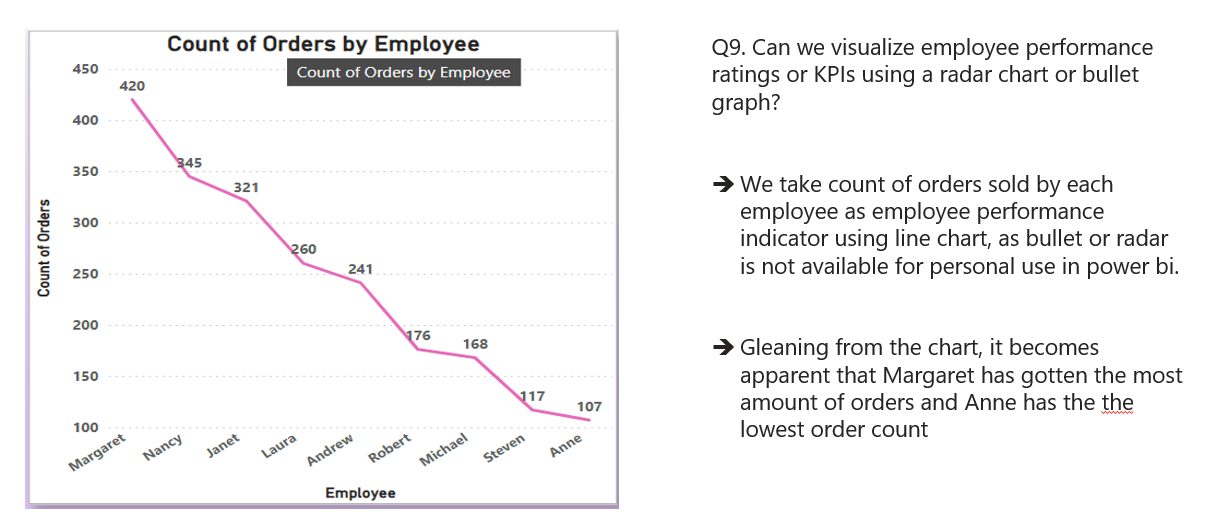 Count of Orders by Employee
Count of Orders by Employee
450
420
400
345
350
321
300
260
241
250
200
176
168
150
117
107
100
Margaret Nancy Janet Laura Andrew Robert Michael Steven Anne
Employee
Count of Orders
Q9. Can we visualize employee performance
ratings or KPIs using a radar chart or bullet
graph?
➔ We take count of orders sold by each
employee as employee performance
indicator using line chart, as bullet or radar
is not available for personal use in power bi.
➔ Gleaning from the chart, it becomes
apparent that Margaret has gotten the most
amount of orders and Anne has the the
lowest order count